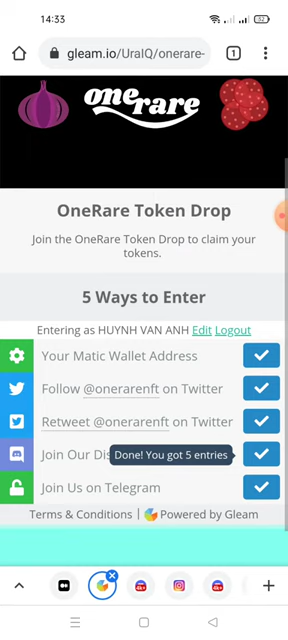 14:33
52
gleam.io/UraIQ/onerare-
1
one rare
OneRare Token Drop
Join the OneRare Token Drop to claim your
tokens.
5 Ways to Enter
Entering as HUYNH VAN ANH Edit Logout
Your Matic Wallet Address
Follow @onerarenft on Twitter
Retweet @onerarenft on Twitter
Join Our Dis Done! You got 5 entries
Join Us on Telegram
Terms & Conditions | Powered by Gleam